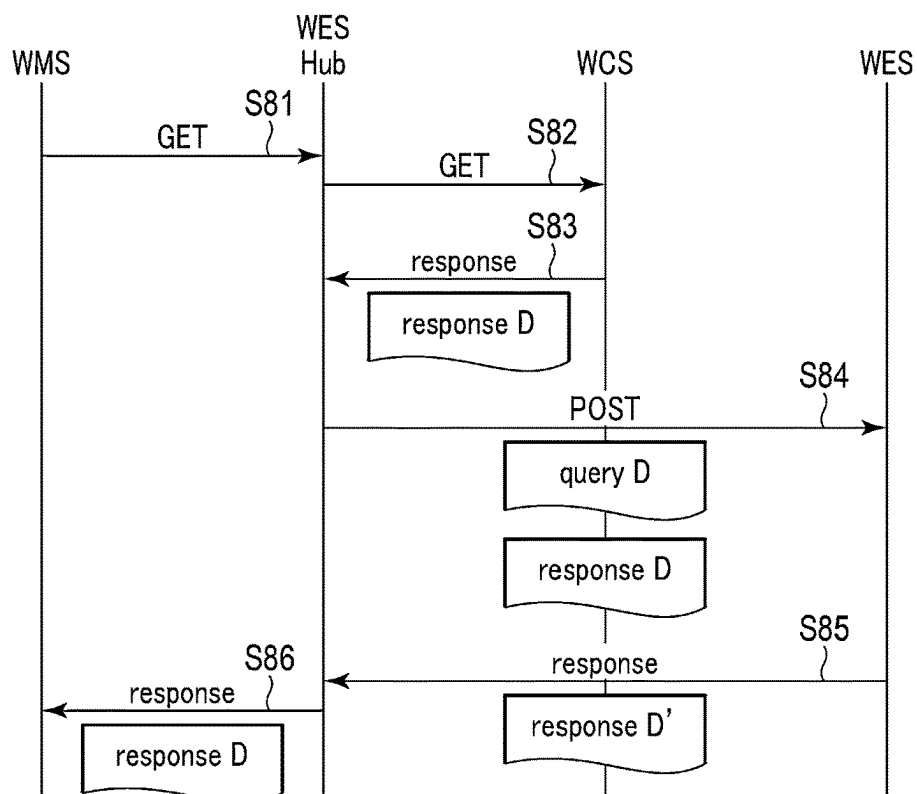 WMS
WES
Hub
WCS
WES
S81
GET
S82
GET
S83
response
response D
S84
POST
query D
response D
S85
response
response D'
S86
response
response D